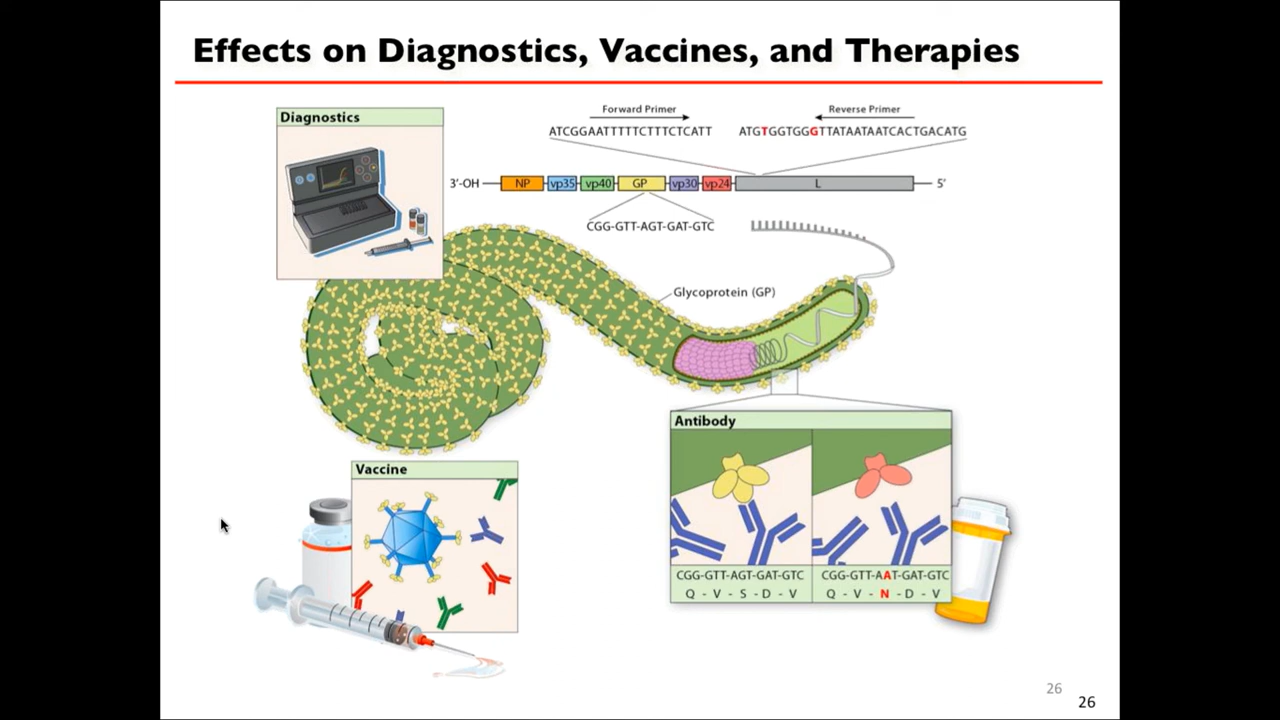 Effects on Diagnostics, Vaccines, and Therapies
Diagnostics
Forward Primer
Reverse Primer
ATCGGAATTTTTCTTTCTCATT
ATGTGGTGGGTTATAATAATCACTGACATG
3’-OH
NP
vp35
vp40
GP
vp30
vp24
L
5’
CGG-GTT-AGT-GAT-GTC
Glycoprotein (GP)
Antibody
CGG-GTT-AGT-GAT-GTC
Q - V - S - D - V
CGG-GTT-AAT-GAT-GTC
Q - V - N - D - V
Vaccine
26
26